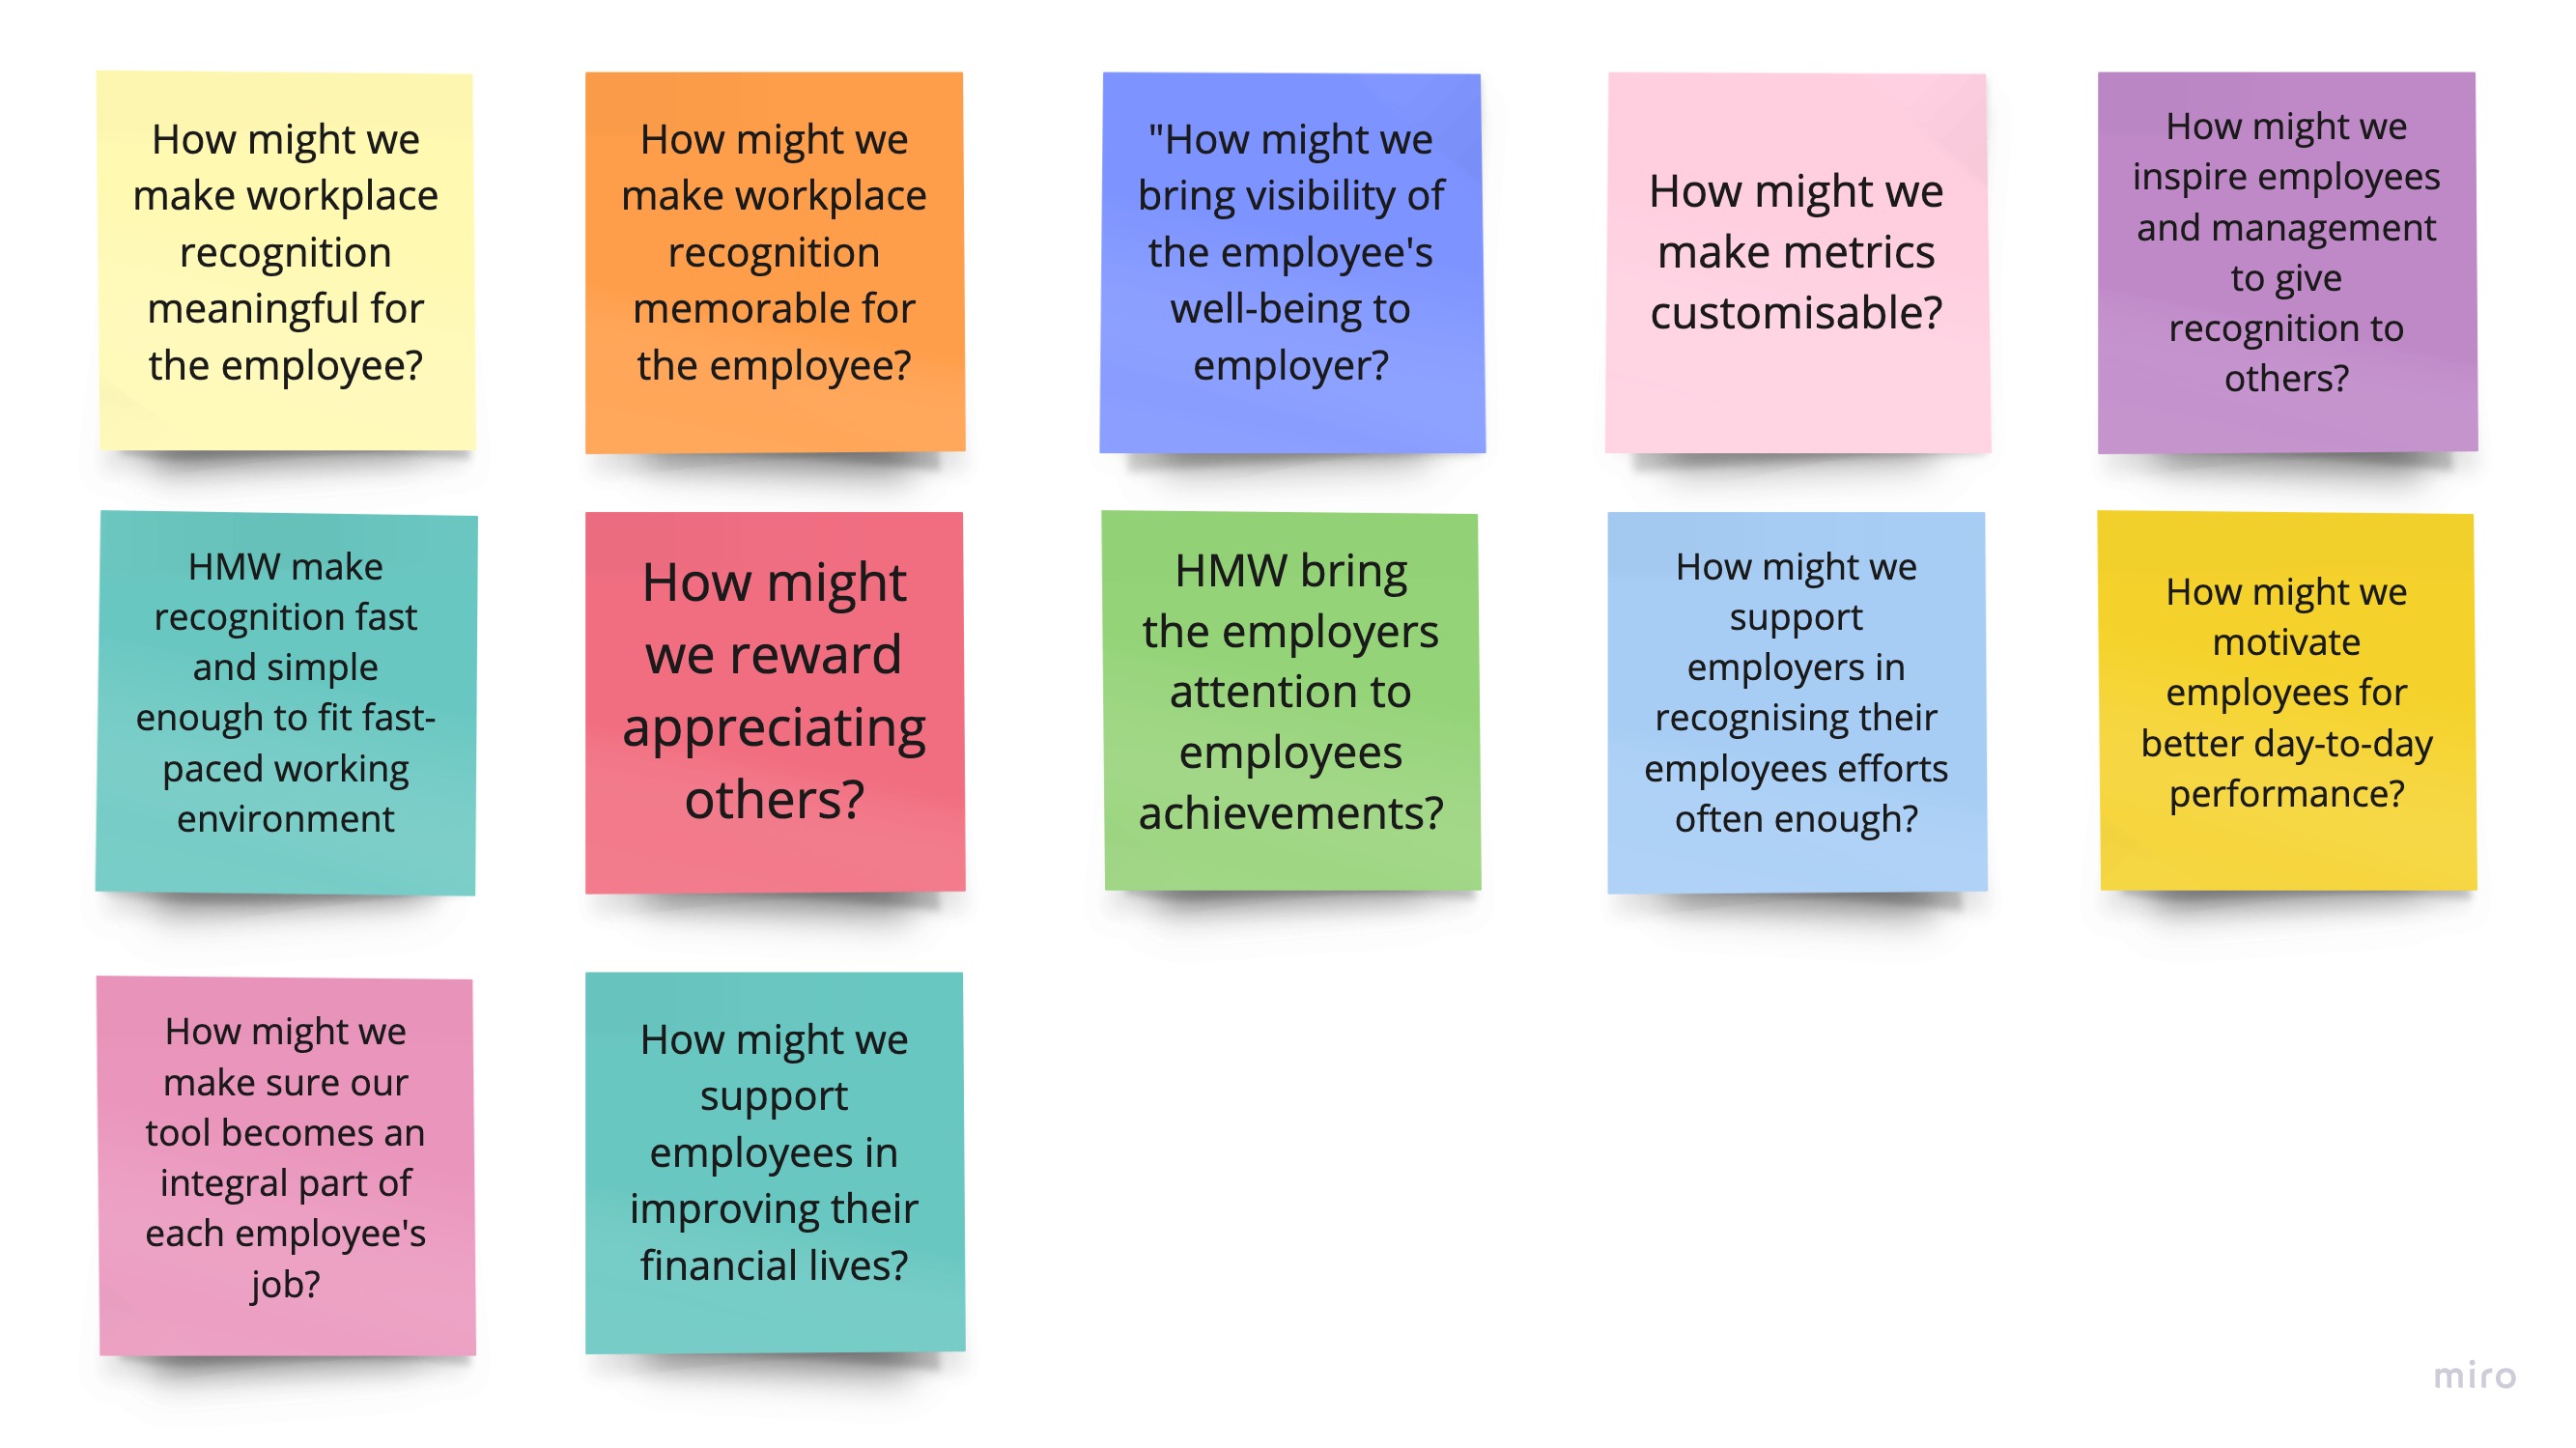 How might we
make workplace
recognition
meaningful for
the employee?
How might we
make workplace
recognition
memorable for
the employee?
"How might we
bring visibility of
the employee's
well-being to
employer?
How might we
make metrics
customisable?
How might we
inspire employees
and management
to give
recognition to
others?
HMW make
recognition fast
and simple
enough to fit fast-
paced working
environment
How might
we reward
appreciating
others?
HMW bring
the employers
attention to
employees
achievements?
How might we
support
employers in
recognising their
employees efforts
often enough?
How might we
motivate
employees for
better day-to-day
performance?
How might we
make sure our
tool becomes an
integral part of
each employee's
job?
How might we
support
employees in
improving their
financial lives?
miro